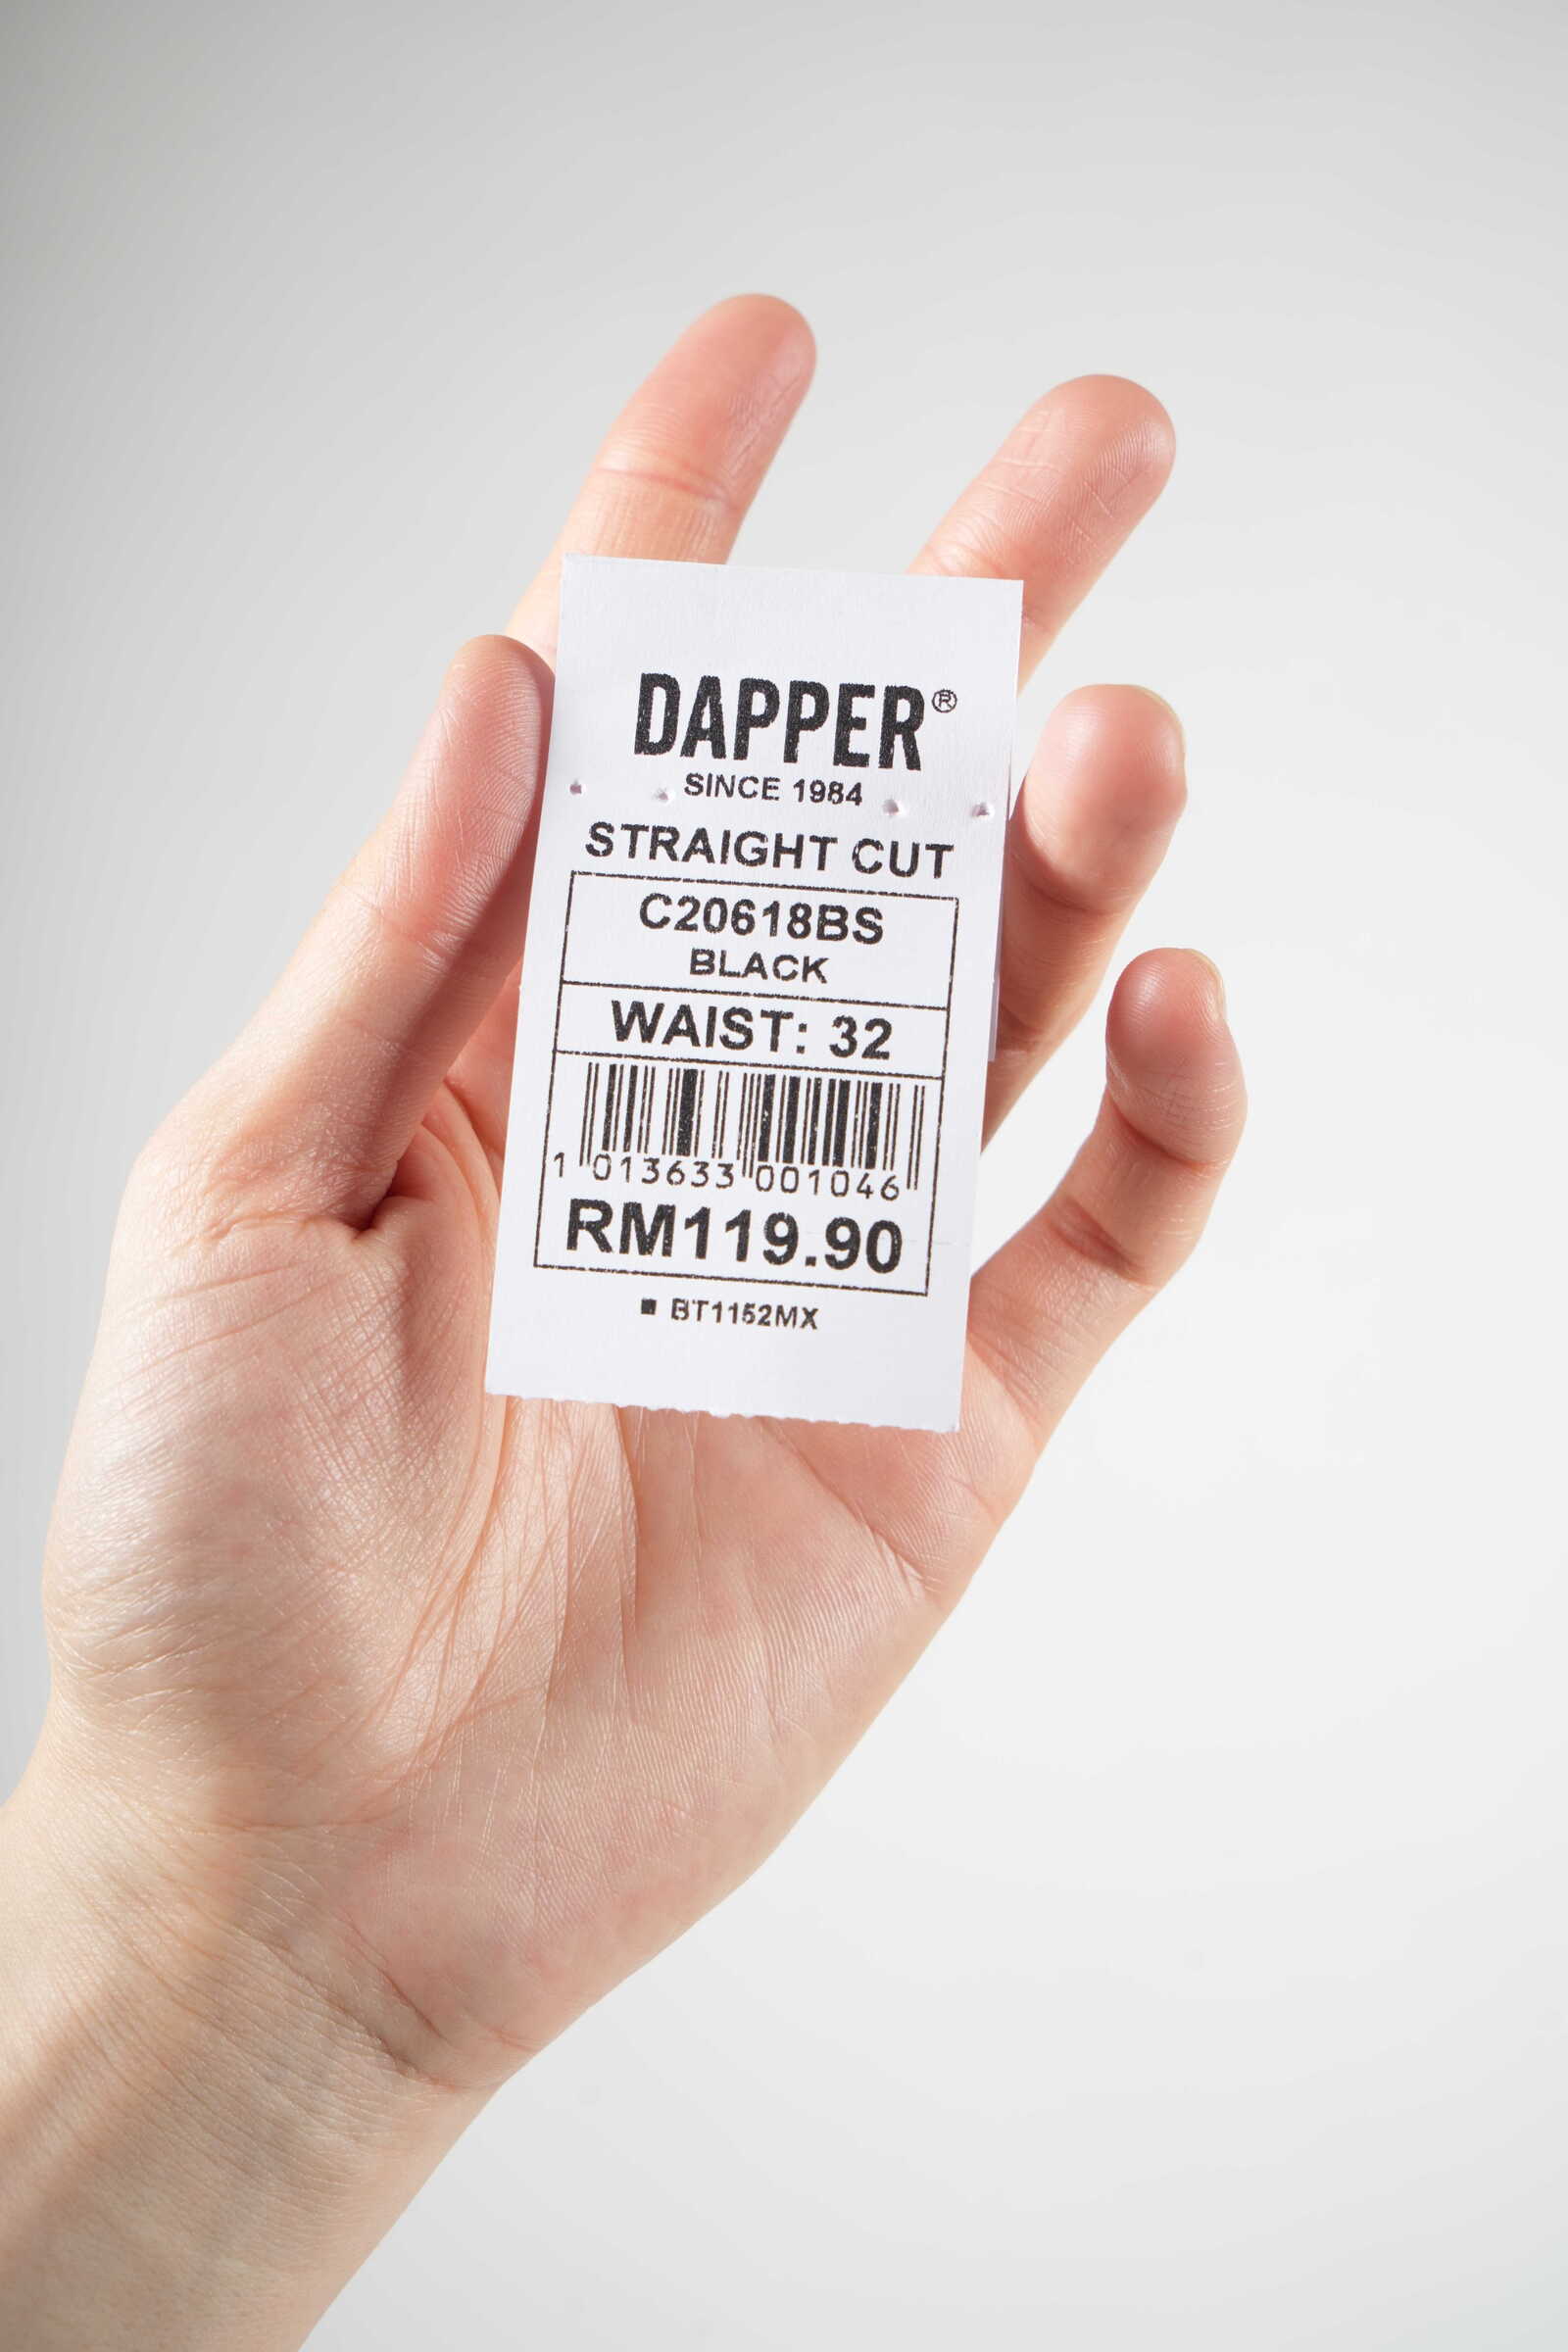 DAPPER®
SINCE 1984
STRAIGHT CUT
C20618BS
BLACK
WAIST: 32
1 013633 001046
RM119.90
■ BT1152MX